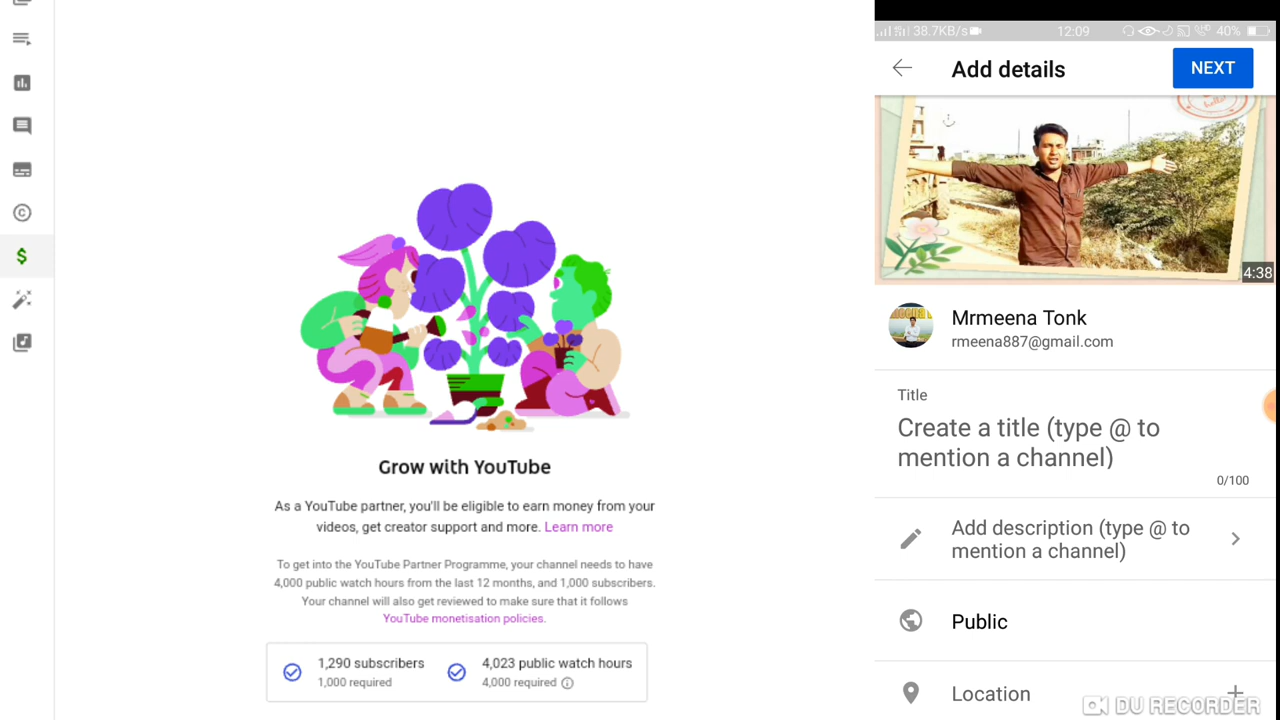 Grow with YouTube
As a YouTube partner, you'll be eligible to earn money from your
videos, get creator support and more. Learn more
To get into the YouTube Partner Programme, your channel needs to have
4,000 public watch hours from the last 12 months, and 1,000 subscribers.
Your channel will also get reviewed to make sure that it follows
YouTube monetisation policies.
1,290 subscribers
1,000 required
4,023 public watch hours
4,000 required
38.7KB/s
12:09
40%
Add details
NEXT
4:38
Mrmeena Tonk
rmeena887@gmail.com
Title
Create a title (type @ to
mention a channel)
0/100
Add description (type @ to
mention a channel)
Public
Location
DU RECORDER